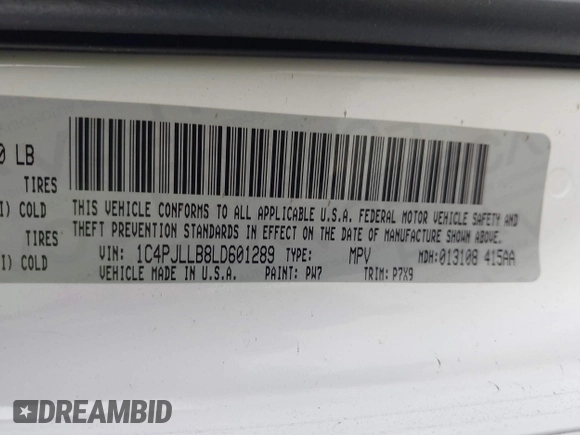 0 LB
TIRES
I) COLD
TIRES
I) COLD
THIS VEHICLE CONFORMS TO ALL APPLICABLE U.S.A. FEDERAL MOTOR VEHICLE SAFETY AND
THEFT PREVENTION STANDARDS IN EFFECT ON THE DATE OF MANUFACTURE SHOWN ABOVE.
VIN: 1C4PJLLB8LD601289 TYPE: MPV MDH:013108 415AA
VEHICLE MADE IN U.S.A. PAINT: PW7 TRIM: P7X9
DREAMBID